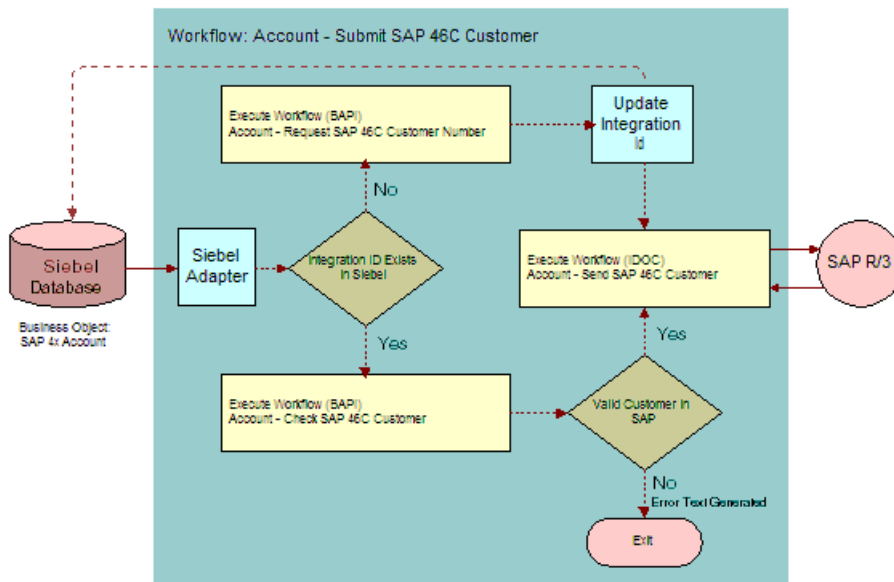 Workflow: Account - Submit SAP 46C Customer
Execute Workflow (BAPI)
Account - Request SAP 46C Customer Number
Update
Integration
Id
No
Siebel
Database
Siebel
Adapter
Integration ID Exists
in Siebel
Execute Workflow (IDOC)
Account - Send SAP 46C Customer
SAP R/3
Business Object:
SAP 4x Account
Yes
Yes
Execute Workflow (BAPI)
Account - Check SAP 46C Customer
Valid Customer in
SAP
No
Error Text Generated
Exit